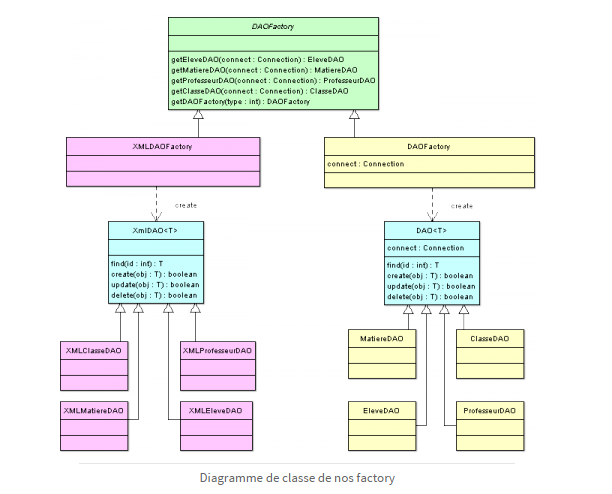 DAOFactory
getEleveDAO(connect : Connection) : EleveDAO
getMatiereDAO(connect : Connection) : MatiereDAO
getProfesseurDAO(connect : Connection) : ProfesseurDAO
getClasseDAO(connect : Connection) : ClasseDAO
getDAOFactory(type : int) : DAOFactory
XMLDAOFactory
DAOFactory
connect : Connection
create
create
XmlDAO<T>
find(id : int) : T
create(obj : T) : boolean
update(obj : T) : boolean
delete(obj : T) : boolean
DAO<T>
connect : Connection
find(id : int) : T
create(obj : T) : boolean
update(obj : T) : boolean
delete(obj : T) : boolean
XMLClasseDAO
XMLProfesseurDAO
MatiereDAO
ClasseDAO
XMLMatiereDAO
XMLEleveDAO
EleveDAO
ProfesseurDAO
Diagramme de classe de nos factory